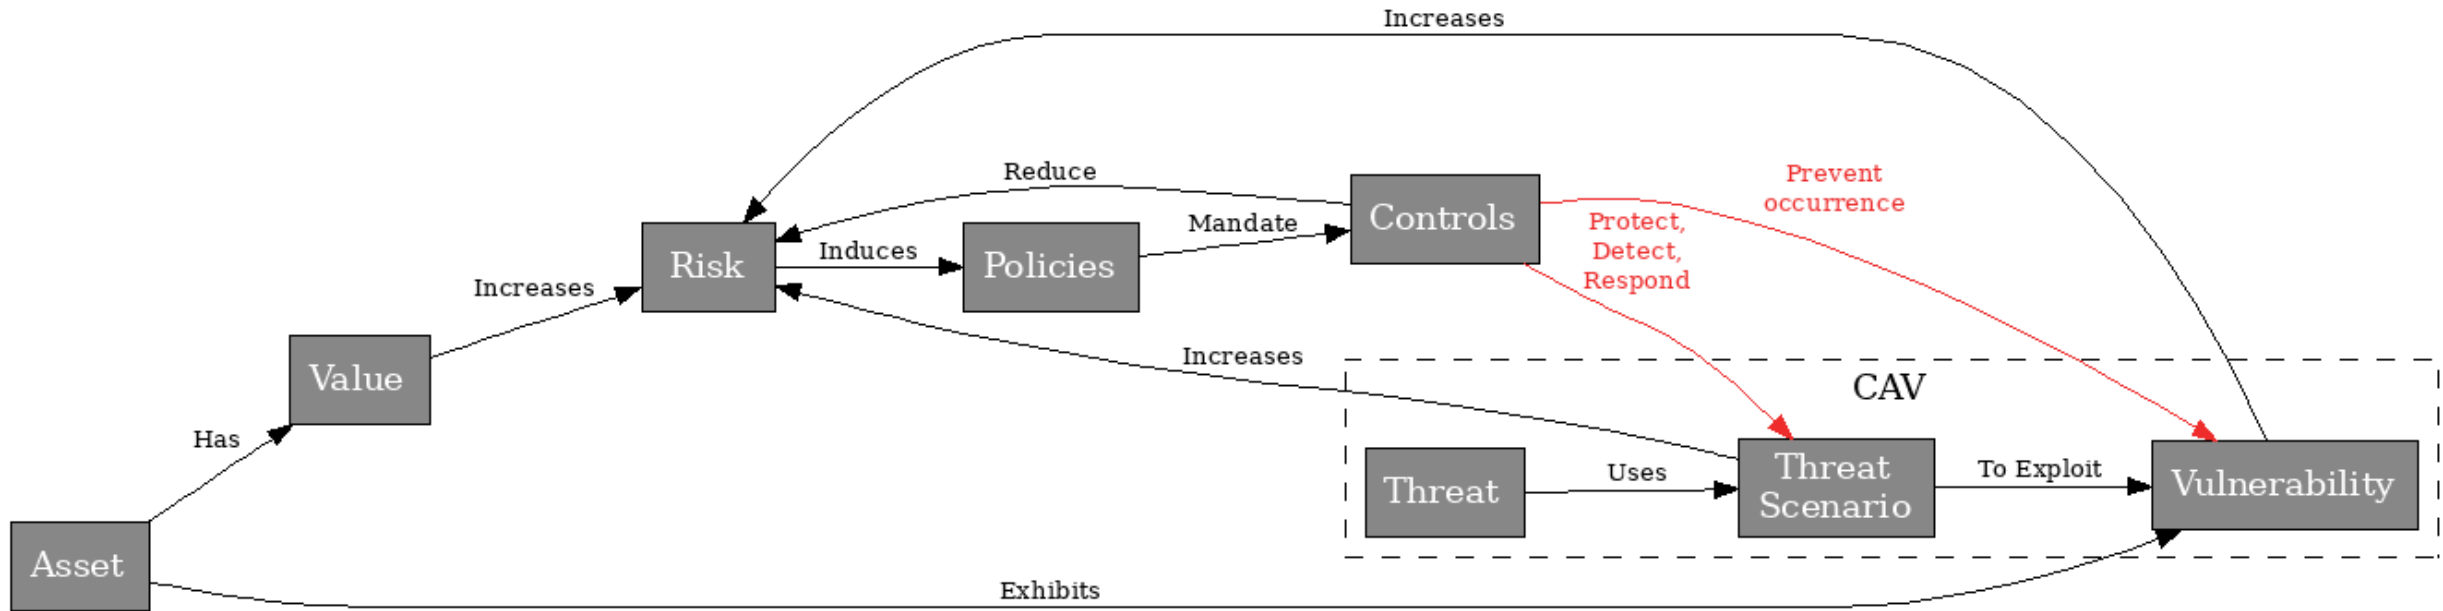 Increases
Reduce
Prevent
occurrence
Controls
Mandate
Protect,
Detect,
Respond
Risk
Induces
Policies
Increases
Increases
Value
CAV
Has
Threat
Uses
Threat
Scenario
To Exploit
Vulnerability
Asset
Exhibits